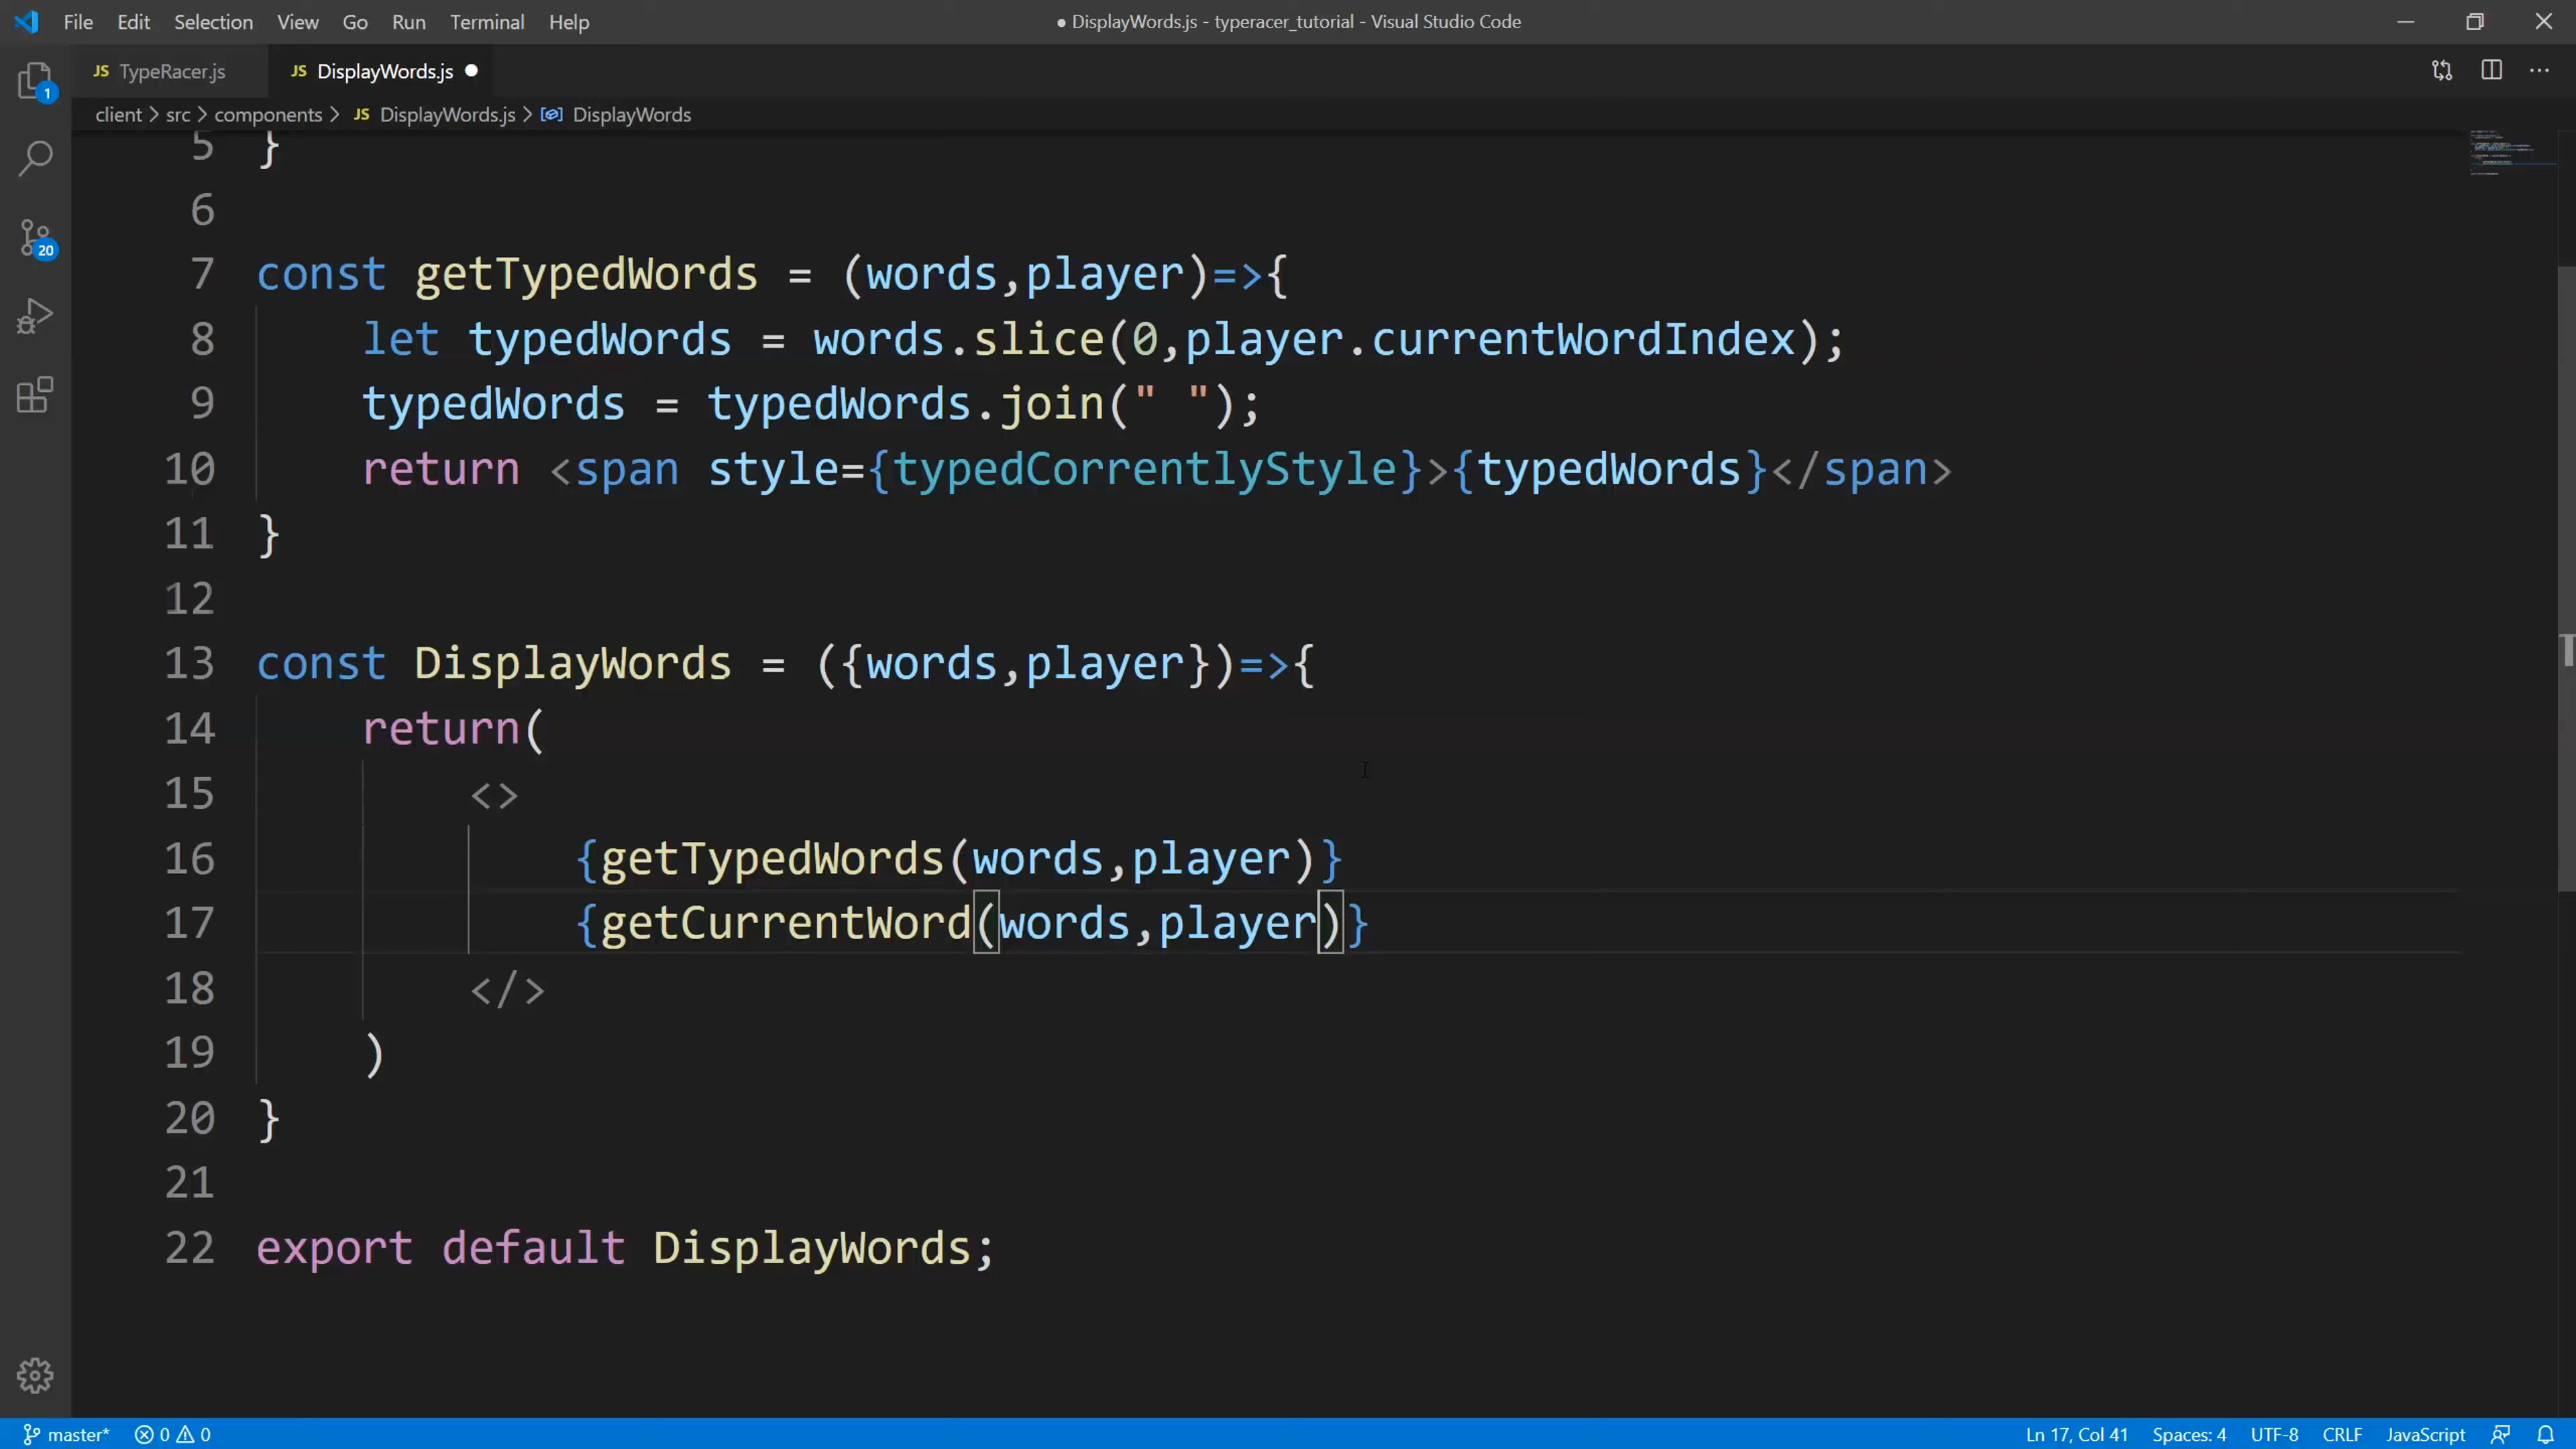 File Edit Selection View Go Run Terminal Help
● DisplayWords.js - typeracer_tutorial - Visual Studio Code
JS TypeRacer.js
JS DisplayWords.js ●
client > src > components > JS DisplayWords.js > DisplayWords
1
20
5 }
6
7 const getTypedWords = (words,player)=>{
8 let typedWords = words.slice(0,player.currentWordIndex);
9 typedWords = typedWords.join(" ");
10 return <span style={typedCorrentlyStyle}>{typedWords}</span>
11 }
12
13 const DisplayWords = ({words,player})=>{
14 return(
15 <>
16 {getTypedWords(words,player)}
17 {getCurrentWord(words,player)}
18 </>
19 )
20 }
21
22 export default DisplayWords;
master* 0 0 Ln 17, Col 41 Spaces: 4 UTF-8 CRLF JavaScript